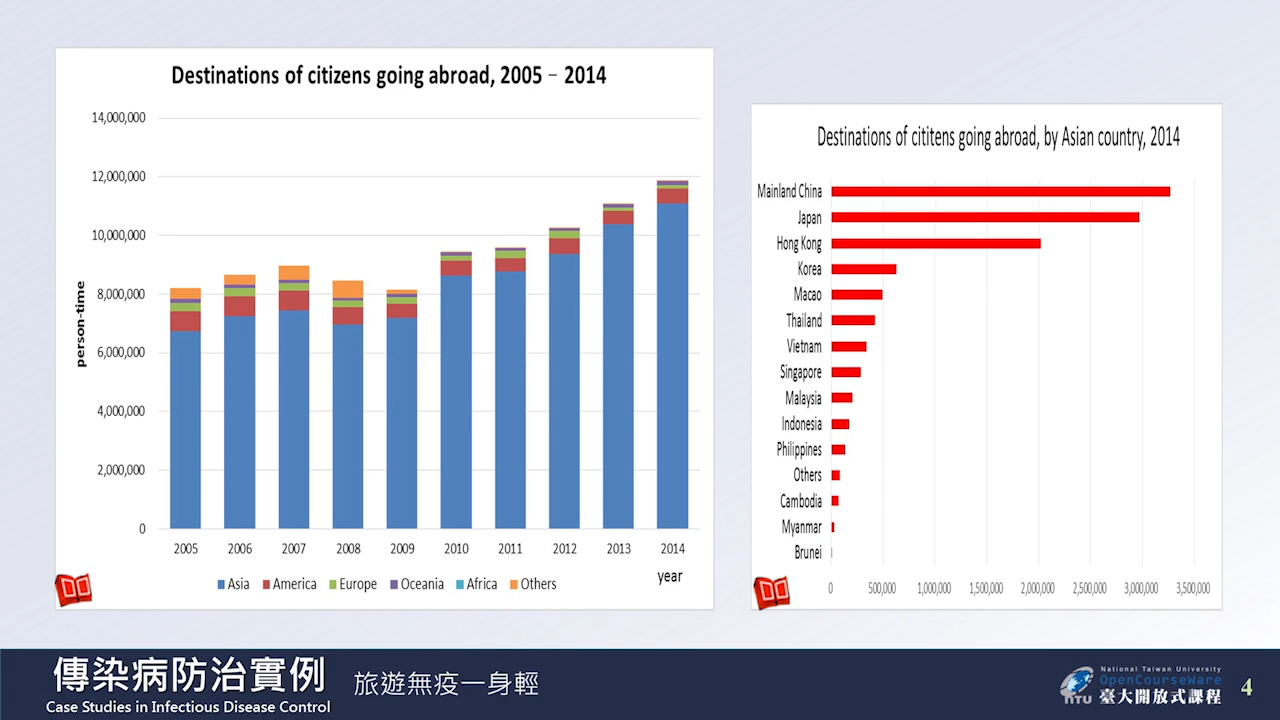 Destinations of citizens going abroad, 2005 – 2014
14,000,000
12,000,000
10,000,000
8,000,000
6,000,000
4,000,000
2,000,000
0
person-time
2005 2006 2007 2008 2009 2010 2011 2012 2013 2014
year
Asia America Europe Oceania Africa Others
Destinations of cititens going abroad, by Asian country, 2014
Mainland China
Japan
Hong Kong
Korea
Macao
Thailand
Vietnam
Singapore
Malaysia
Indonesia
Philippines
Others
Cambodia
Myanmar
Brunei
0 500,000 1,000,000 1,500,000 2,000,000 2,500,000 3,000,000 3,500,000
傳染病防治實例 旅遊無疫一身輕
Case Studies in Infectious Disease Control
National Taiwan University
OpenCourseWare
NTU 臺大開放式課程
4